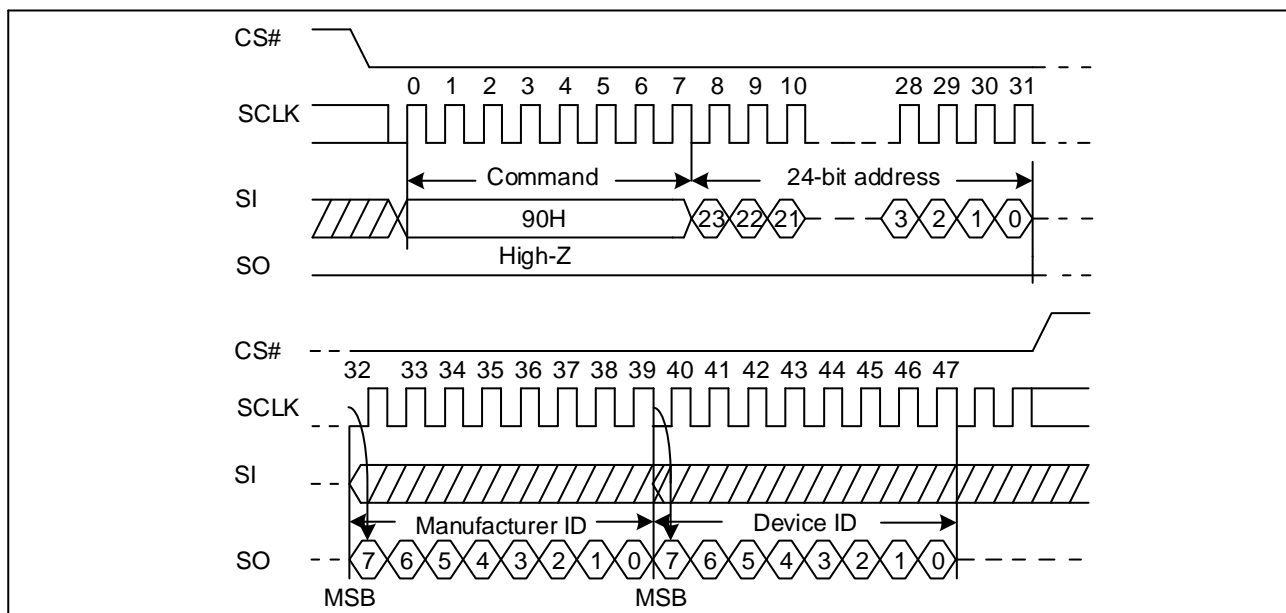 CS#
0 1 2 3 4 5 6 7 8 9 10 28 29 30 31
SCLK
Command 24-bit address
SI
90H 23 22 21 3 2 1 0
High-Z
SO
CS#
32 33 34 35 36 37 38 39 40 41 42 43 44 45 46 47
SCLK
SI
Manufacturer ID Device ID
SO 7 6 5 4 3 2 1 0 7 6 5 4 3 2 1 0
MSB MSB